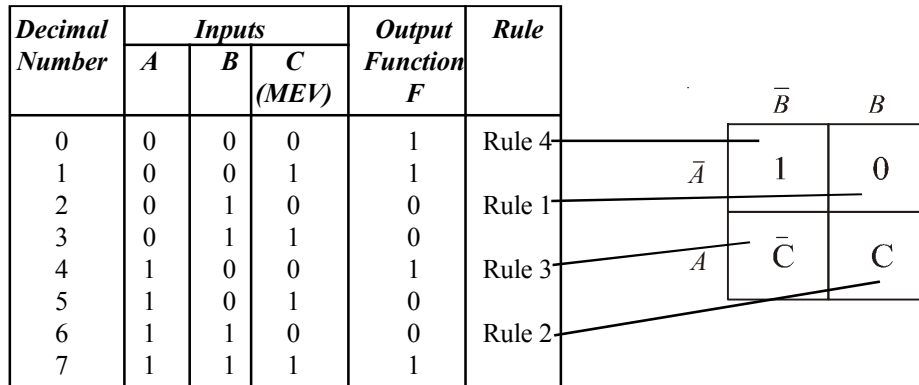 Decimal Inputs Output Rule
Number A B C Function
(MEV) F
0 0 0 0 1 Rule 4
1 0 0 1 1
2 0 1 0 0 Rule 1
3 0 1 1 0
4 1 0 0 1 Rule 3
5 1 0 1 0
6 1 1 0 0 Rule 2
7 1 1 1 1
B̅ B
A̅ 1 0
A C̅ C